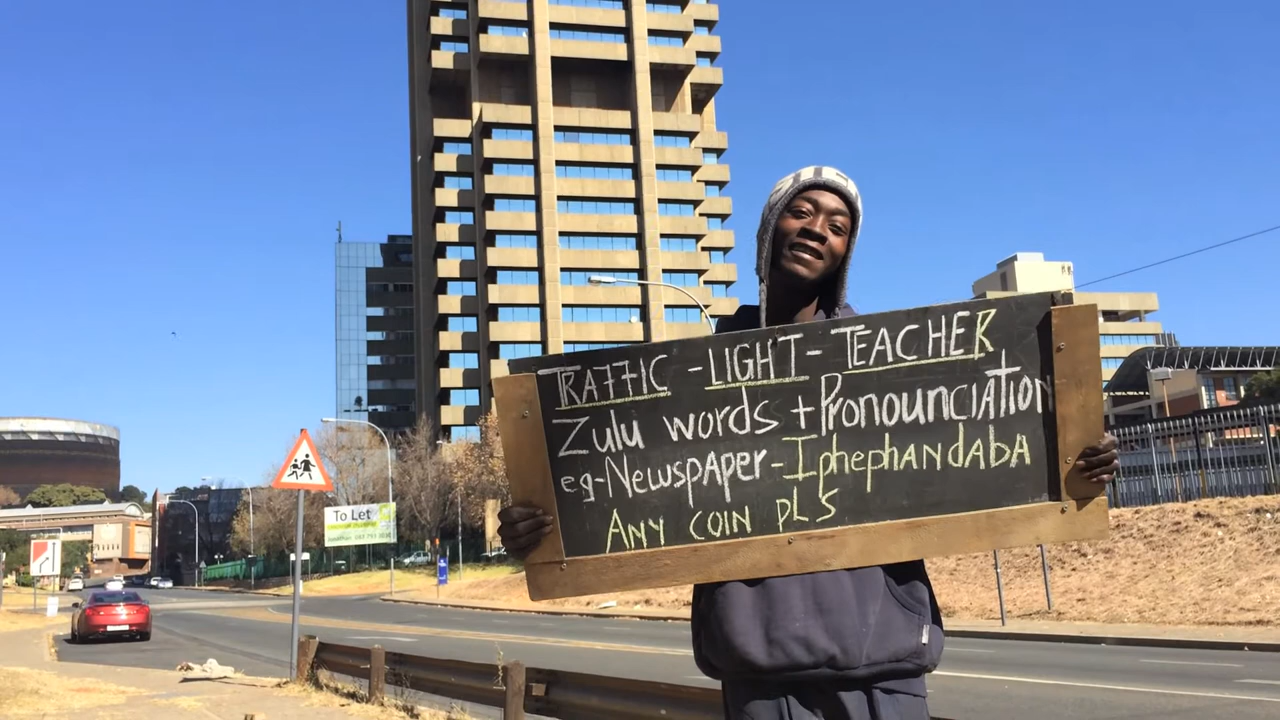 TRAFFIC - LIGHT - TEACHER
Zulu words + Pronounciation
eg - Newspaper - Iphephandaba
ANY COIN PLS
To Let